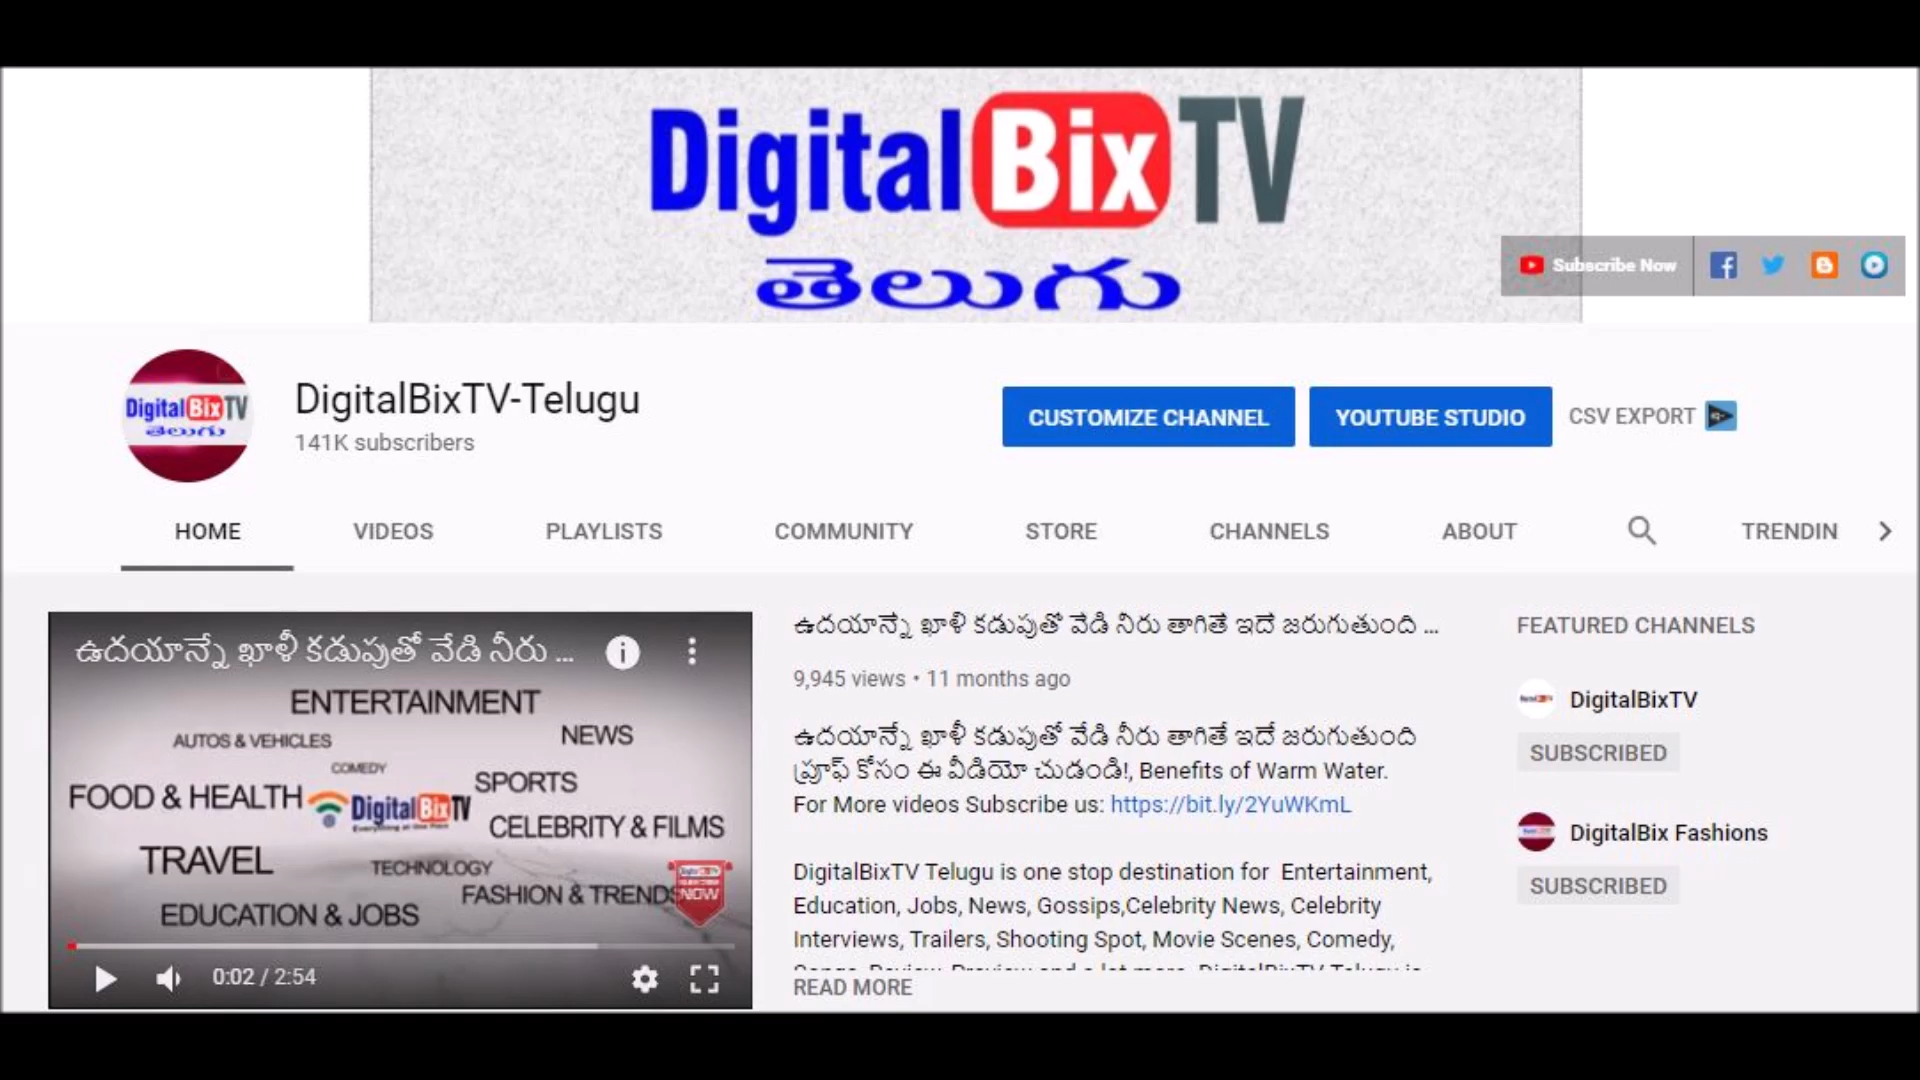 DigitalBixTV
తెలుగు
Subscribe Now
DigitalBixTV
తెలుగు
DigitalBixTV-Telugu
141K subscribers
CUSTOMIZE CHANNEL
YOUTUBE STUDIO
CSV EXPORT
HOME
VIDEOS
PLAYLISTS
COMMUNITY
STORE
CHANNELS
ABOUT
TRENDIN
ఉదయాన్నే ఖాళీ కడుపుతో వేడి నీరు ...
ENTERTAINMENT
AUTOS & VEHICLES
NEWS
COMEDY
SPORTS
FOOD & HEALTH
DigitalBixTV
Everything at One Point
CELEBRITY & FILMS
TRAVEL
TECHNOLOGY
FASHION & TRENDS
NOW
EDUCATION & JOBS
0:02 / 2:54
ఉదయాన్నే ఖాళి కడుపుతో వేడి నీరు తాగితే ఇదే జరుగుతుంది ...
9,945 views • 11 months ago
ఉదయాన్నే ఖాళీ కడుపుతో వేడి నీరు తాగితే ఇదే జరుగుతుంది
ప్రూఫ్ కోసం ఈ వీడియో చుడండి!, Benefits of Warm Water.
For More videos Subscribe us: https://bit.ly/2YuWKmL
DigitalBixTV Telugu is one stop destination for Entertainment,
Education, Jobs, News, Gossips,Celebrity News, Celebrity
Interviews, Trailers, Shooting Spot, Movie Scenes, Comedy,
READ MORE
FEATURED CHANNELS
DigitalBixTV
SUBSCRIBED
DigitalBix Fashions
SUBSCRIBED